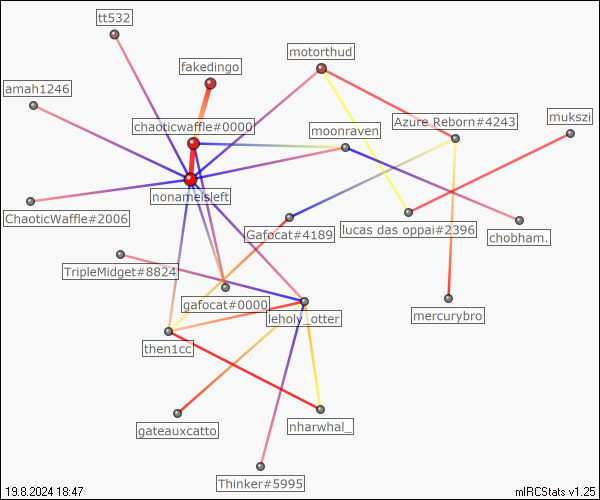 tt532
motorthud
fakedingo
amah1246
mukszi
Azure Reborn#4243
chaoticwaffle#0000
moonraven
nonameisleft
ChaoticWaffle#2006
Gafocat#4189
lucas das oppai#2396
chobham.
TripleMidget#8824
gafocat#0000
leholy_otter
mercurybro
then1cc
nharwhal_
gateauxcatto
Thinker#5995
19.8.2024 18:47
mIRCStats v1.25